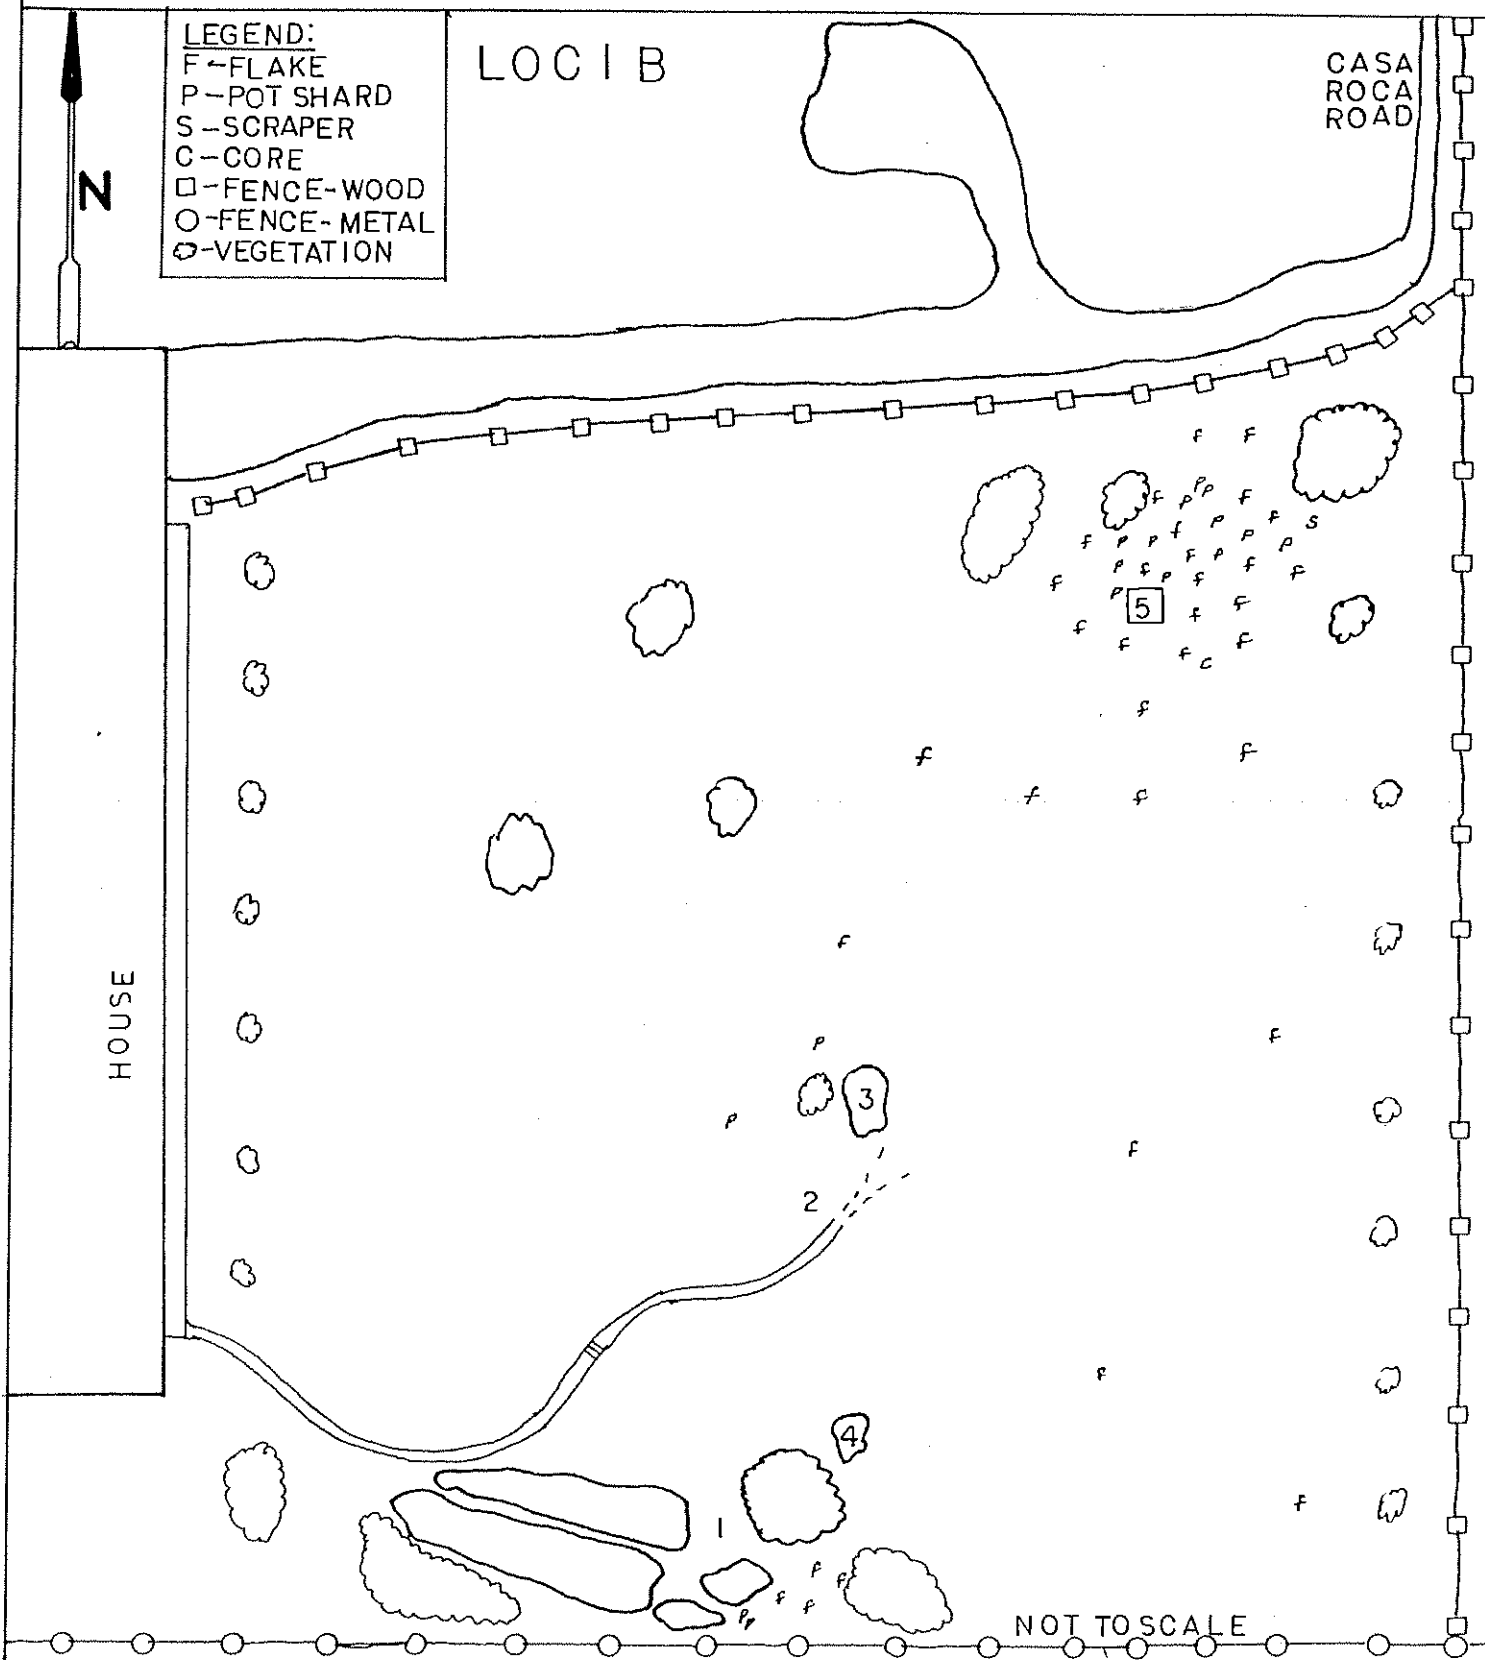 LEGEND:
F-FLAKE
P-POT SHARD
S-SCRAPER
C-CORE
□-FENCE-WOOD
○-FENCE-METAL
-VEGETATION
N
LOCI B
CASA
ROCA
ROAD
HOUSE
f f
f P P P f
P f S
f P P f P P
f P
P f P f f f
f
P 5 f f
f
f f C f
f
f f
f f
f
P f
3
P f
2
f
4
f
1
f f
f f
P P
NOT TO SCALE